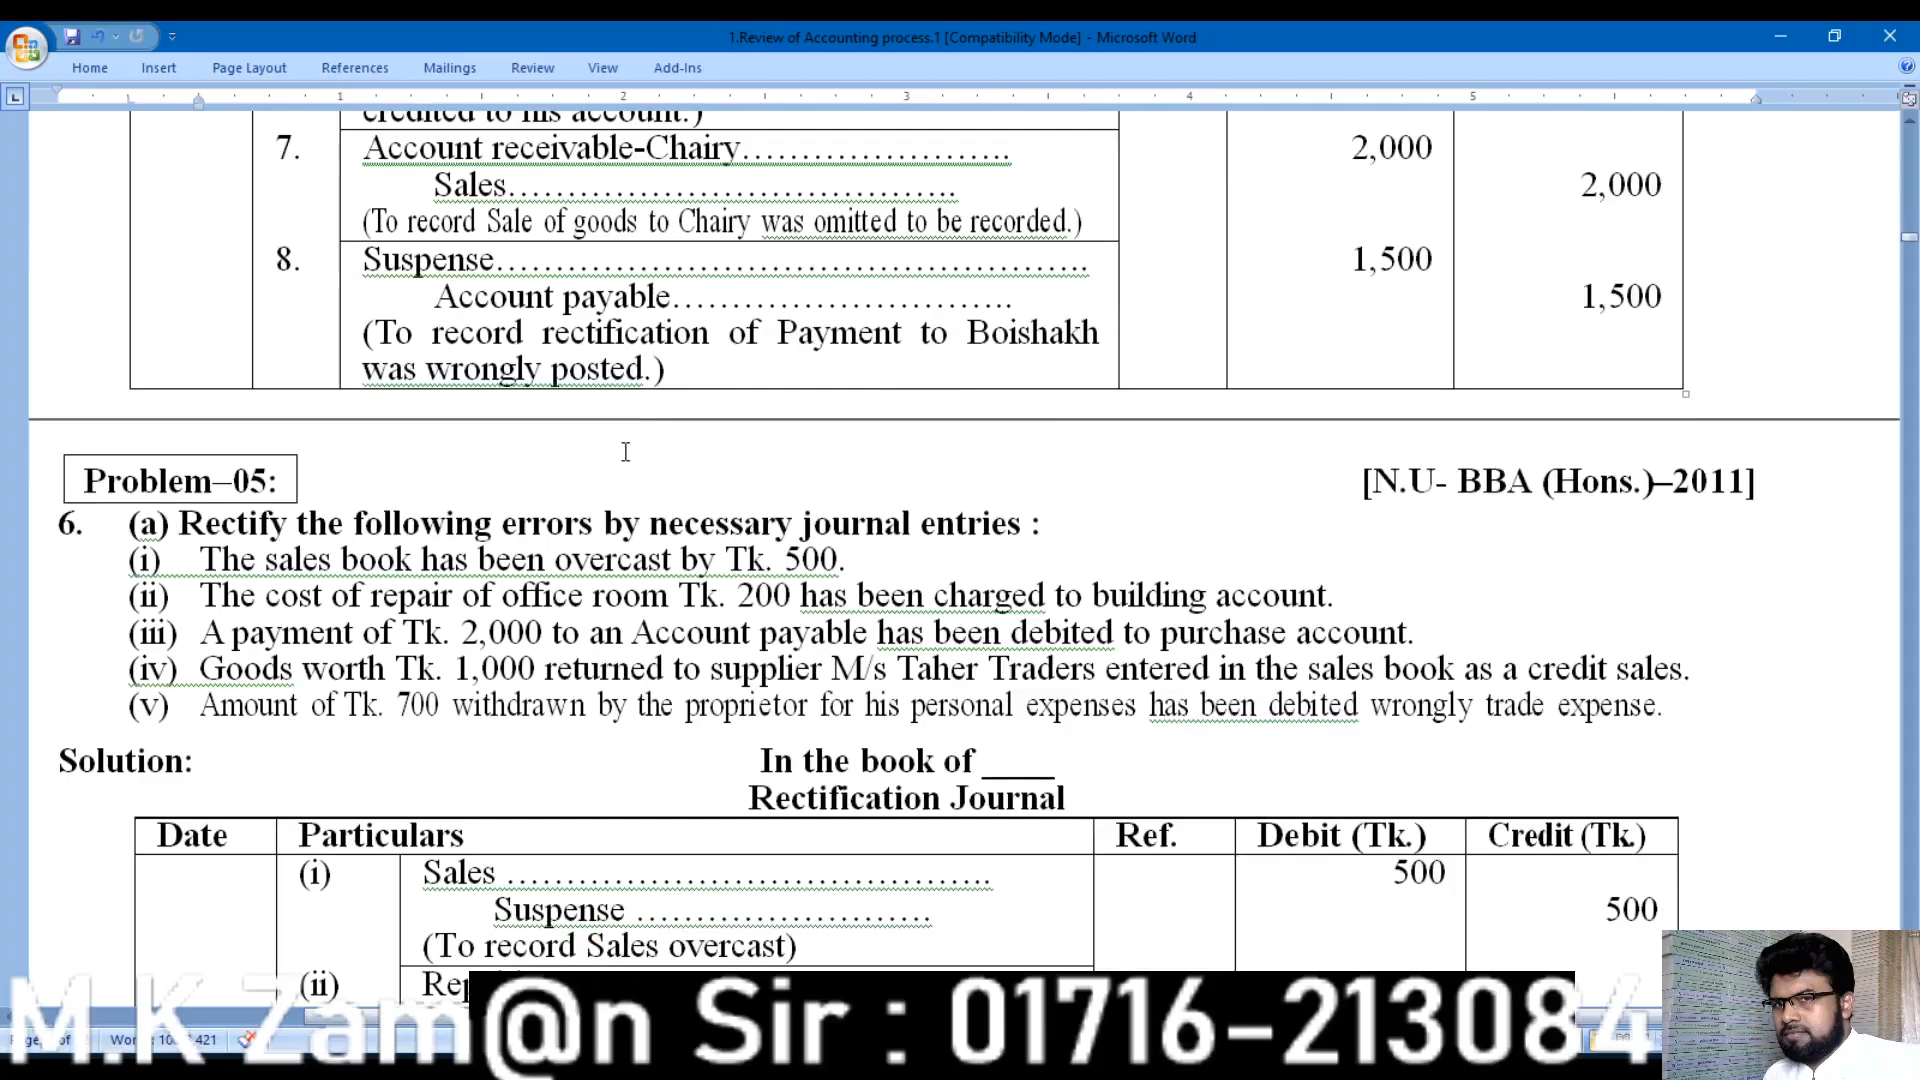 1.Review of Accounting process.1 [Compatibility Mode] - Microsoft Word
Home Insert Page Layout References Mailings Review View Add-Ins
1 2 3 4 5
credited to his account.)
7. Account receivable-Chairy……………………. 2,000
Sales……………………………………….. 2,000
(To record Sale of goods to Chairy was omitted to be recorded.)
8. Suspense……………………………………………………. 1,500
Account payable……………………………. 1,500
(To record rectification of Payment to Boishakh
was wrongly posted.)
Problem–05: [N.U- BBA (Hons.)–2011]
6. (a) Rectify the following errors by necessary journal entries :
(i) The sales book has been overcast by Tk. 500.
(ii) The cost of repair of office room Tk. 200 has been charged to building account.
(iii) A payment of Tk. 2,000 to an Account payable has been debited to purchase account.
(iv) Goods worth Tk. 1,000 returned to supplier M/s Taher Traders entered in the sales book as a credit sales.
(v) Amount of Tk. 700 withdrawn by the proprietor for his personal expenses has been debited wrongly trade expense.
Solution: In the book of ____
Rectification Journal
Date Particulars Ref. Debit (Tk.) Credit (Tk.)
(i) Sales …………………………………………. 500
Suspense ……………………….. 500
(To record Sales overcast)
(ii)
M.K Zam@n Sir : 01716-213084